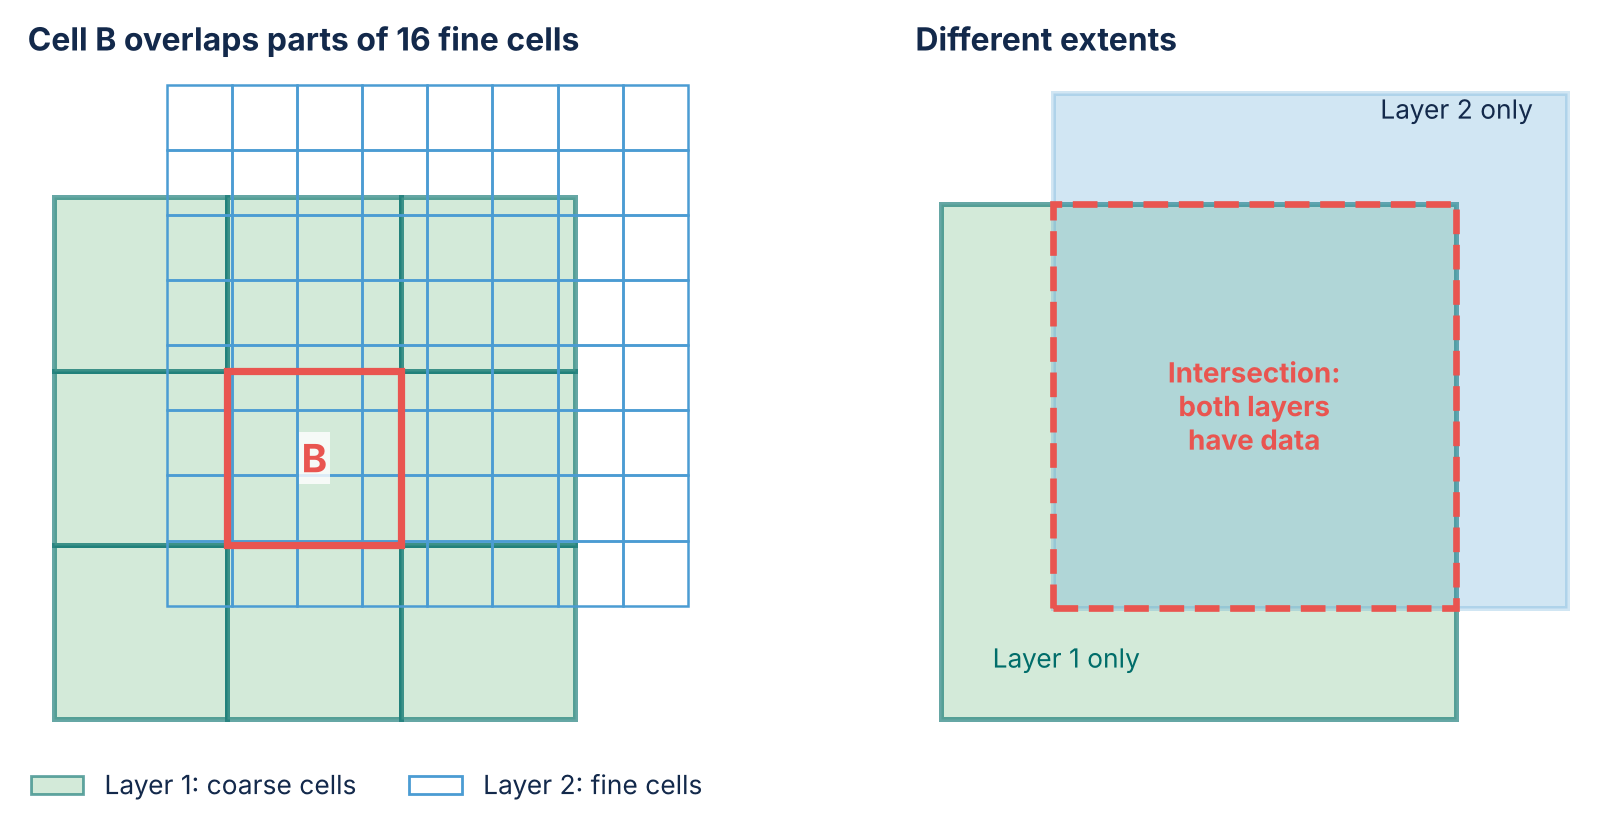 Cell B overlaps parts of 16 fine cells
B
Layer 1: coarse cells
Layer 2: fine cells
Different extents
Layer 2 only
Intersection:
both layers
have data
Layer 1 only